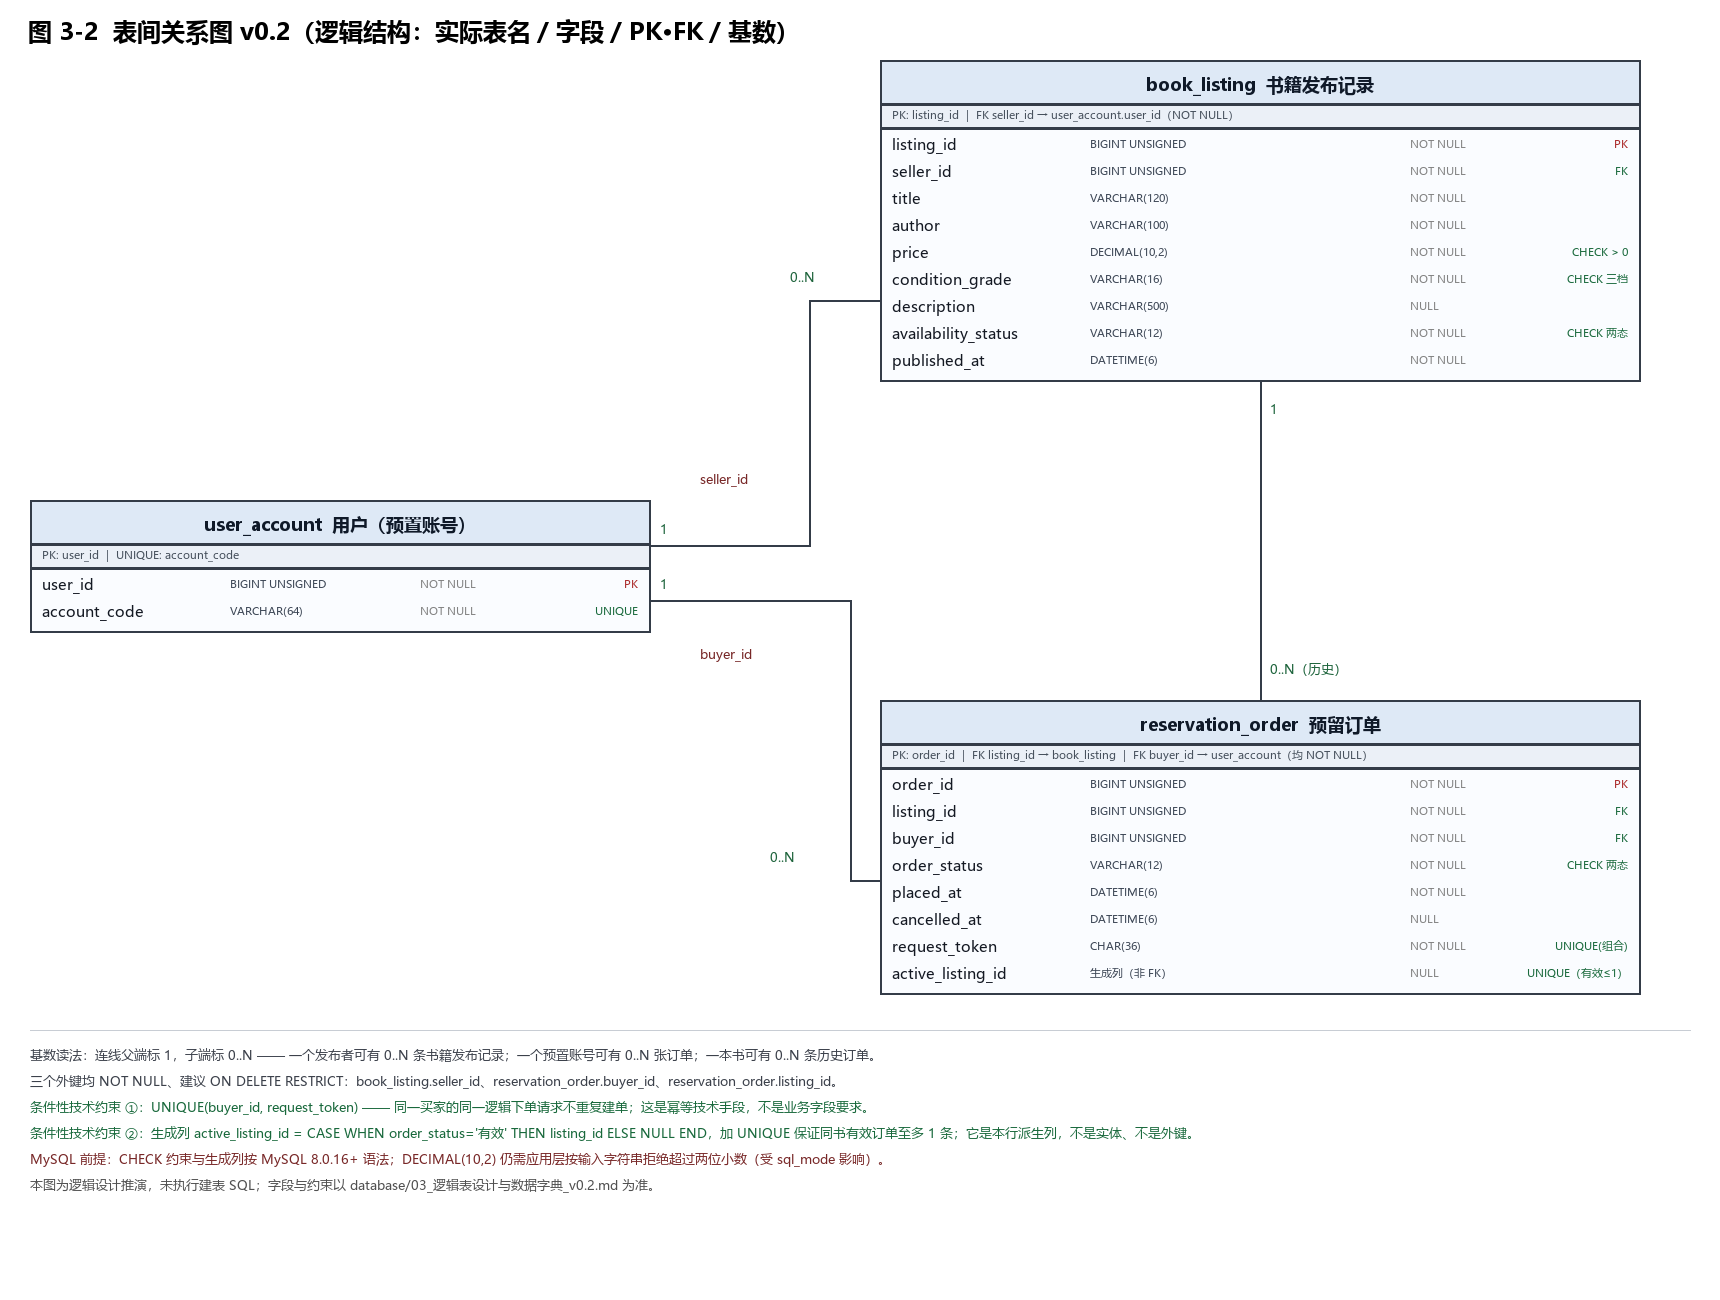 图 3-2  表间关系图 v0.2（逻辑结构：实际表名 / 字段 / PK·FK / 基数）
book_listing  书籍发布记录
PK: listing_id  |  FK seller_id → user_account.user_id（NOT NULL）
listing_id  BIGINT UNSIGNED  NOT NULL  PK
seller_id  BIGINT UNSIGNED  NOT NULL  FK
title  VARCHAR(120)  NOT NULL
author  VARCHAR(100)  NOT NULL
price  DECIMAL(10,2)  NOT NULL  CHECK > 0
condition_grade  VARCHAR(16)  NOT NULL  CHECK 三档
description  VARCHAR(500)  NULL
availability_status  VARCHAR(12)  NOT NULL  CHECK 两态
published_at  DATETIME(6)  NOT NULL
0..N
1
seller_id
1
user_account  用户（预置账号）
PK: user_id  |  UNIQUE: account_code
user_id  BIGINT UNSIGNED  NOT NULL  PK
account_code  VARCHAR(64)  NOT NULL  UNIQUE
1
buyer_id
0..N（历史）
0..N
reservation_order  预留订单
PK: order_id  |  FK listing_id → book_listing  |  FK buyer_id → user_account（均 NOT NULL）
order_id  BIGINT UNSIGNED  NOT NULL  PK
listing_id  BIGINT UNSIGNED  NOT NULL  FK
buyer_id  BIGINT UNSIGNED  NOT NULL  FK
order_status  VARCHAR(12)  NOT NULL  CHECK 两态
placed_at  DATETIME(6)  NOT NULL
cancelled_at  DATETIME(6)  NULL
request_token  CHAR(36)  NOT NULL  UNIQUE(组合)
active_listing_id  生成列（非 FK）  NULL  UNIQUE（有效≤1）
基数读法：连线父端标 1，子端标 0..N —— 一个发布者可有 0..N 条书籍发布记录；一个预置账号可有 0..N 张订单；一本书可有 0..N 条历史订单。
三个外键均 NOT NULL、建议 ON DELETE RESTRICT：book_listing.seller_id、reservation_order.buyer_id、reservation_order.listing_id。
条件性技术约束 ①：UNIQUE(buyer_id, request_token) —— 同一买家的同一逻辑下单请求不重复建单；这是幂等技术手段，不是业务字段要求。
条件性技术约束 ②：生成列 active_listing_id = CASE WHEN order_status='有效' THEN listing_id ELSE NULL END，加 UNIQUE 保证同书有效订单至多 1 条；它是本行派生列，不是实体、不是外键。
MySQL 前提：CHECK 约束与生成列按 MySQL 8.0.16+ 语法；DECIMAL(10,2) 仍需应用层按输入字符串拒绝超过两位小数（受 sql_mode 影响）。
本图为逻辑设计推演，未执行建表 SQL；字段与约束以 database/03_逻辑表设计与数据字典_v0.2.md 为准。